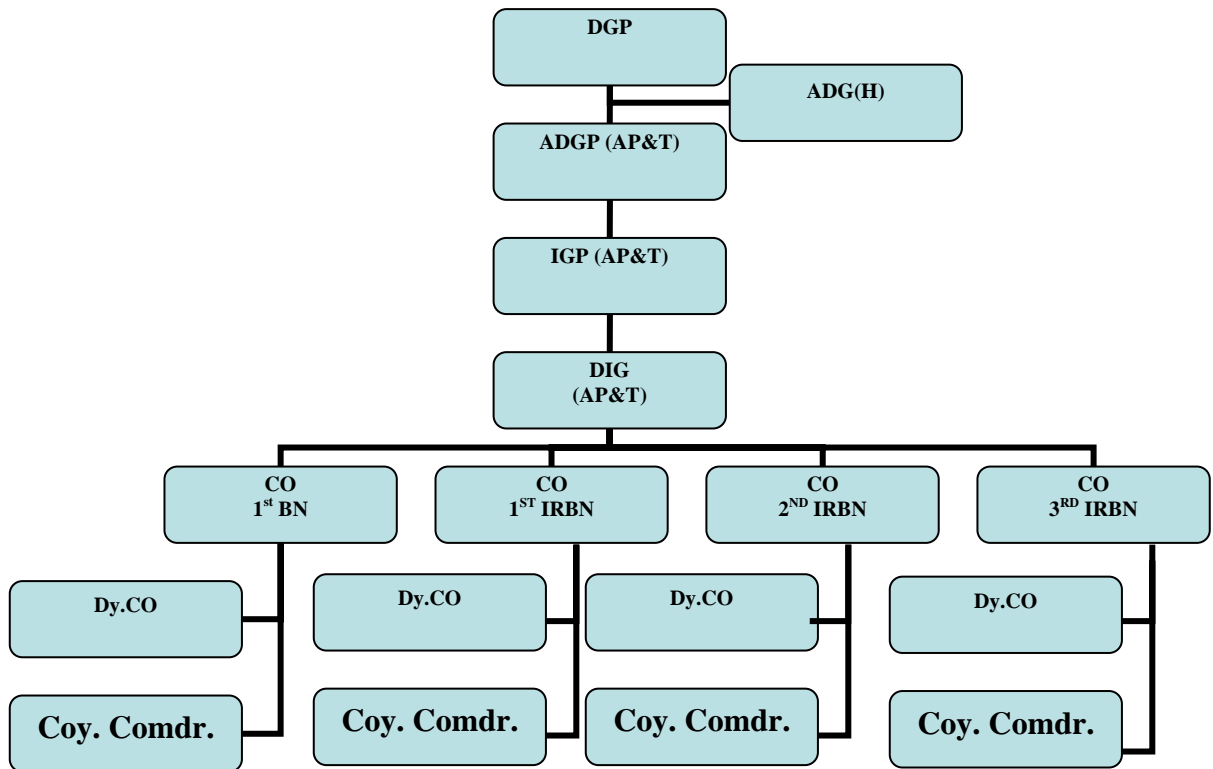 DGP
ADG(H)
ADGP (AP&T)
IGP (AP&T)
DIG
(AP&T)
CO
1st BN
CO
1ST IRBN
CO
2ND IRBN
CO
3RD IRBN
Dy.CO
Dy.CO
Dy.CO
Dy.CO
Coy. Comdr.
Coy. Comdr.
Coy. Comdr.
Coy. Comdr.